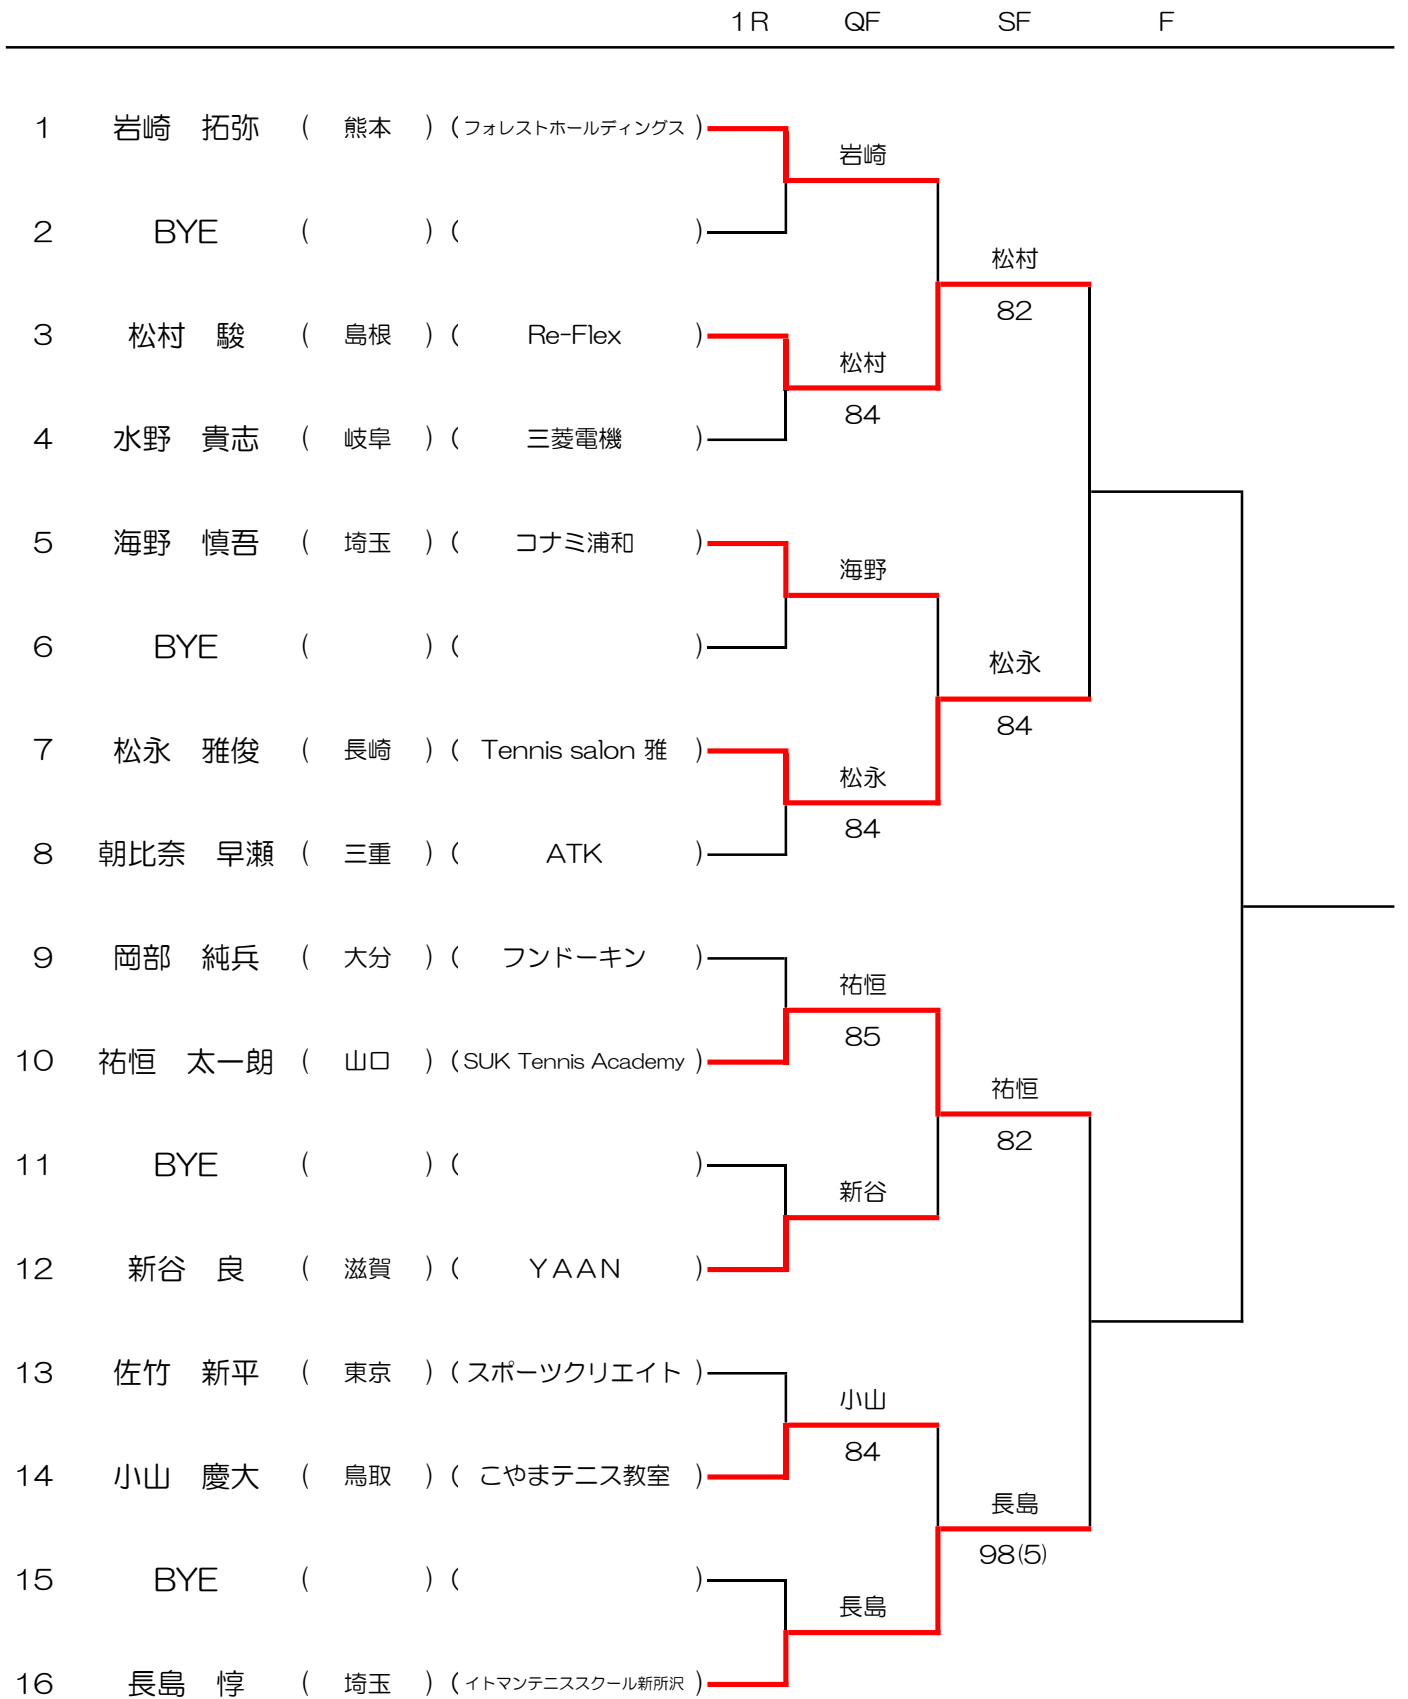 1R QF SF F
1 岩崎 拓弥 ( 熊本 ) (フォレストホールディングス )
岩崎
2 BYE ( ) ( )
松村
82
3 松村 駿 ( 島根 ) ( Re-Flex )
松村
84
4 水野 貴志 ( 岐阜 ) ( 三菱電機 )
5 海野 慎吾 ( 埼玉 ) ( コナミ浦和 )
海野
6 BYE ( ) ( )
松永
84
7 松永 雅俊 ( 長崎 ) ( Tennis salon 雅 )
松永
84
8 朝比奈 早瀬 ( 三重 ) ( ATK )
9 岡部 純兵 ( 大分 ) ( フンドーキン )
祐恒
85
10 祐恒 太一朗 ( 山口 ) (SUK Tennis Academy )
祐恒
82
11 BYE ( ) ( )
新谷
12 新谷 良 ( 滋賀 ) ( YAAN )
13 佐竹 新平 ( 東京 ) ( スポーツクリエイト )
小山
84
14 小山 慶大 ( 鳥取 ) ( こやまテニス教室 )
長島
98(5)
15 BYE ( ) ( )
長島
16 長島 惇 ( 埼玉 ) (イトマンテニススクール新所沢 )